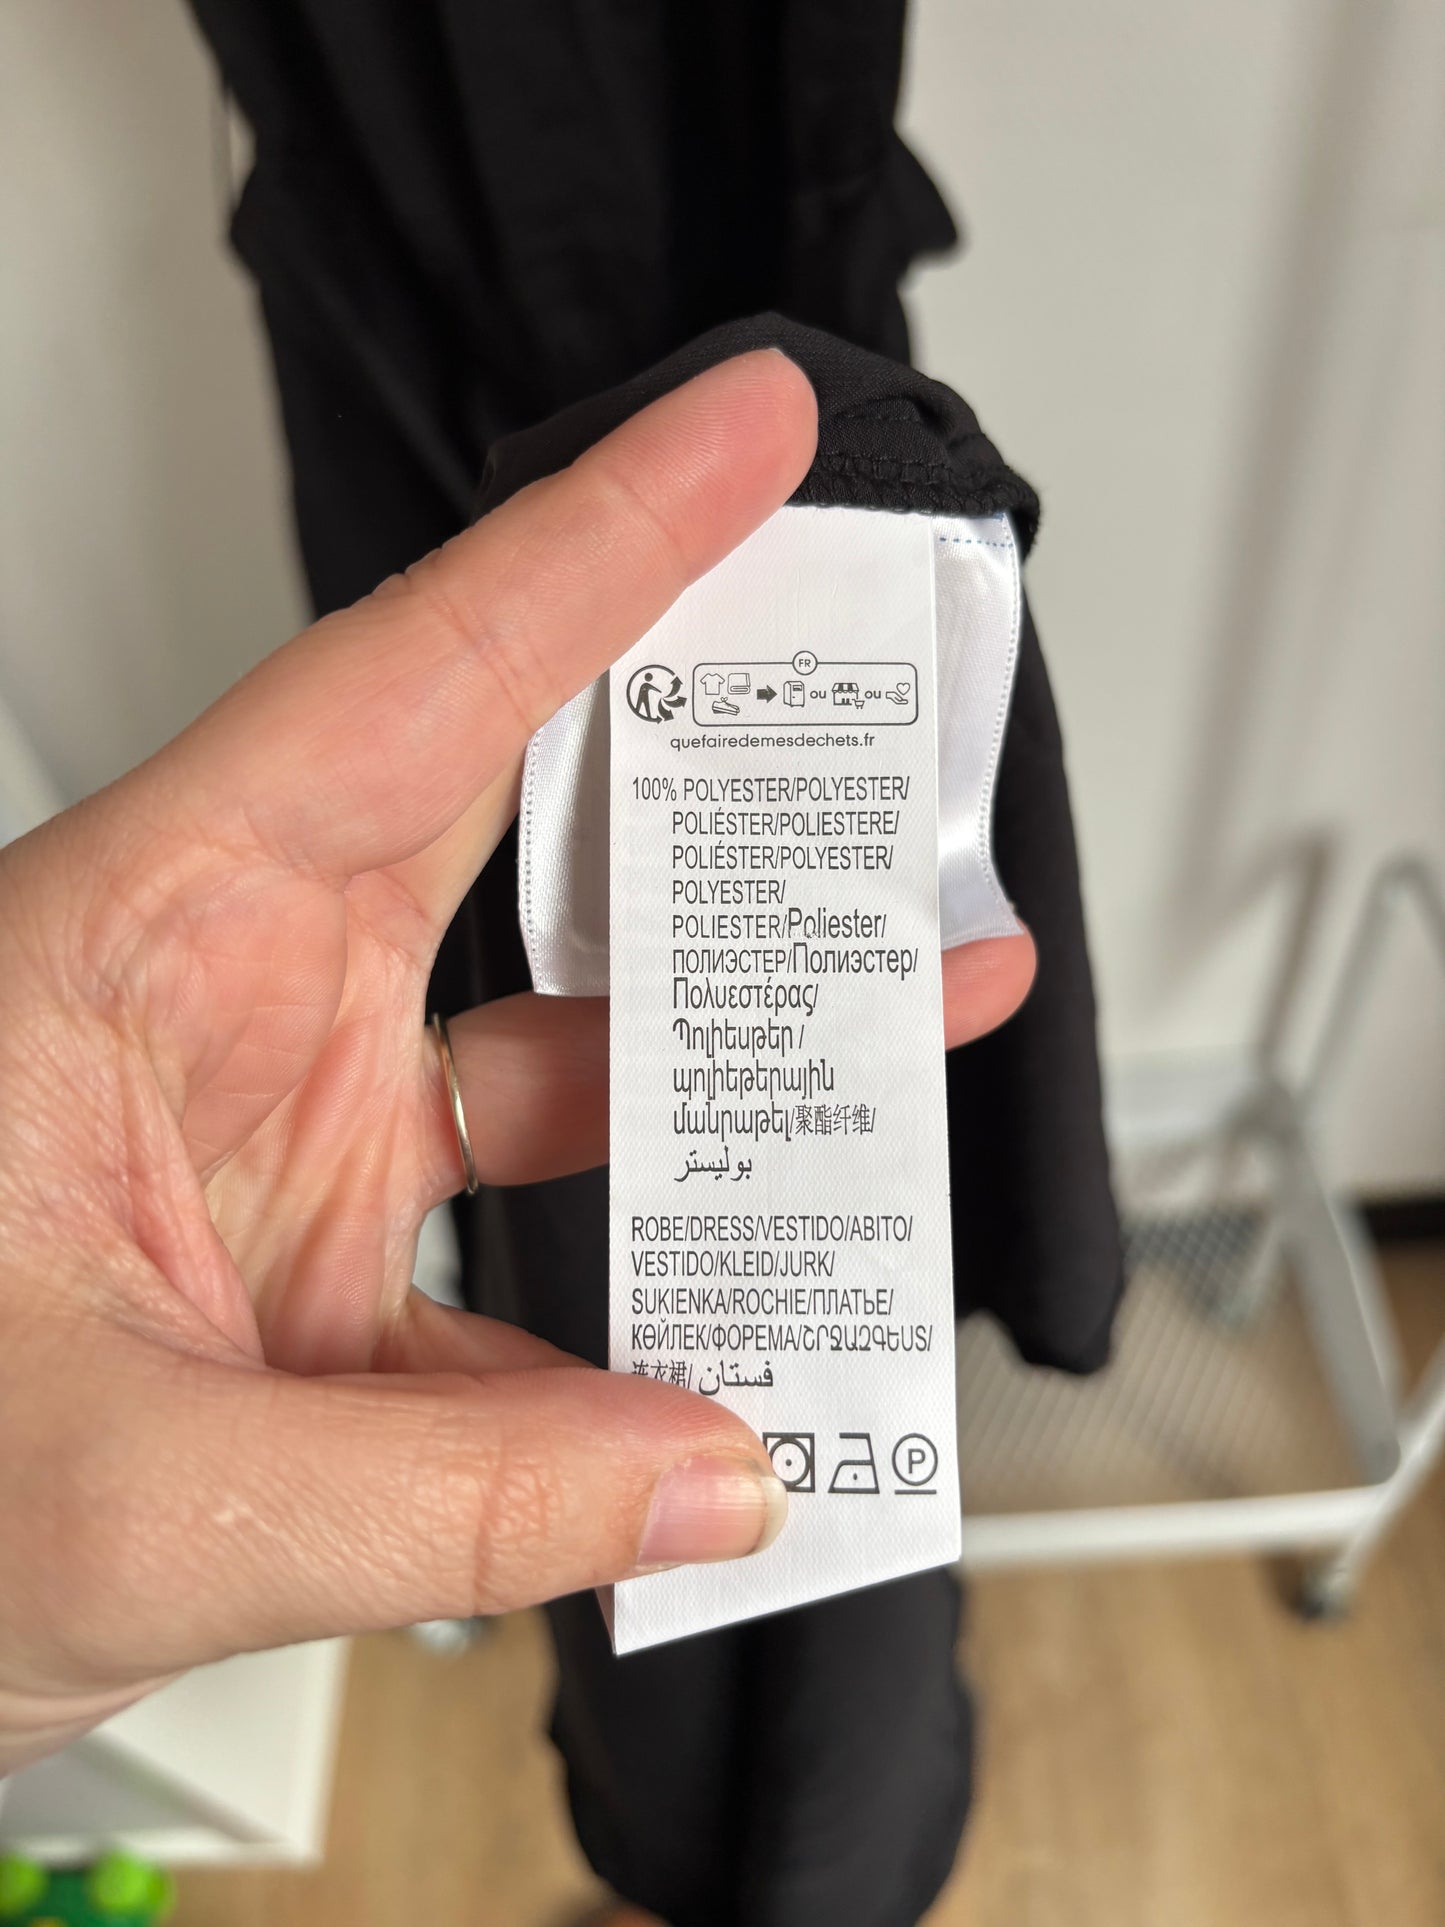 FR
ou ou
quefairedemesdechets.fr
100% POLYESTER/POLYESTER/
POLIÉSTER/POLIESTERE/
POLIÉSTER/POLYESTER/
POLYESTER/
POLIESTER/Poliester/
ПОЛИЭСТЕР/Полиэстер/
Πολυεστέρας/
Պոլիեսթեր /
պոլիեթերային
մանրաթել/聚酯纤维/
بوليستر
ROBE/DRESS/VESTIDO/ABITO/
VESTIDO/KLEID/JURK/
SUKIENKA/ROCHIE/ПЛАТЬЕ/
КӨЙЛЕК/ΦΟΡΕΜΑ/ՇՐՋԱԶԳԵՍՏ/
连衣裙/ فستان
P